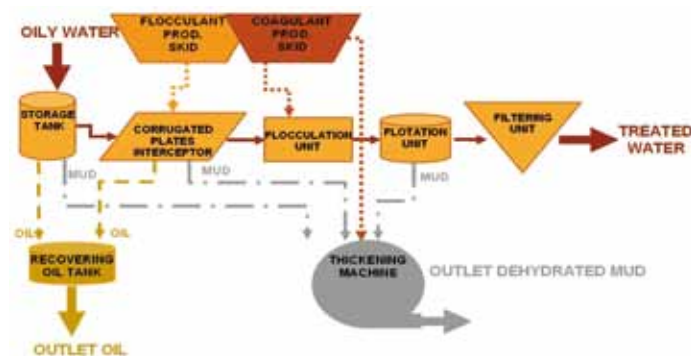 OILY WATER
FLOCCULANT
PROD.
SKID
COAGULANT
PROD.
SKID
STORAGE
TANK
CORRUGATED
PLATES
INTERCEPTOR
FLOCCULATION
UNIT
FLOTATION
UNIT
FILTERING
UNIT
TREATED
WATER
MUD
MUD
MUD
OIL
OIL
RECOVERING
OIL TANK
THICKENING
MACHINE
OUTLET DEHYDRATED MUD
OUTLET OIL